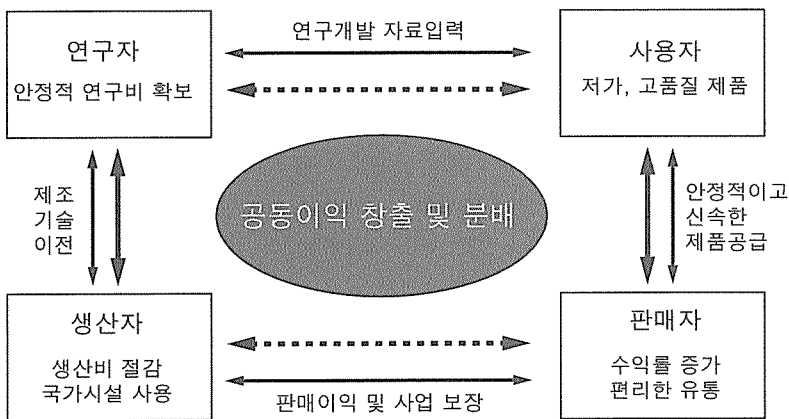 연구자
안정적 연구비 확보
연구개발 자료입력
사용자
저가, 고품질 제품
제조
기술
이전
공동이익 창출 및 분배
안정적이고
신속한
제품공급
생산자
생산비 절감
국가시설 사용
판매이익 및 사업 보장
판매자
수익률 증가
편리한 유통